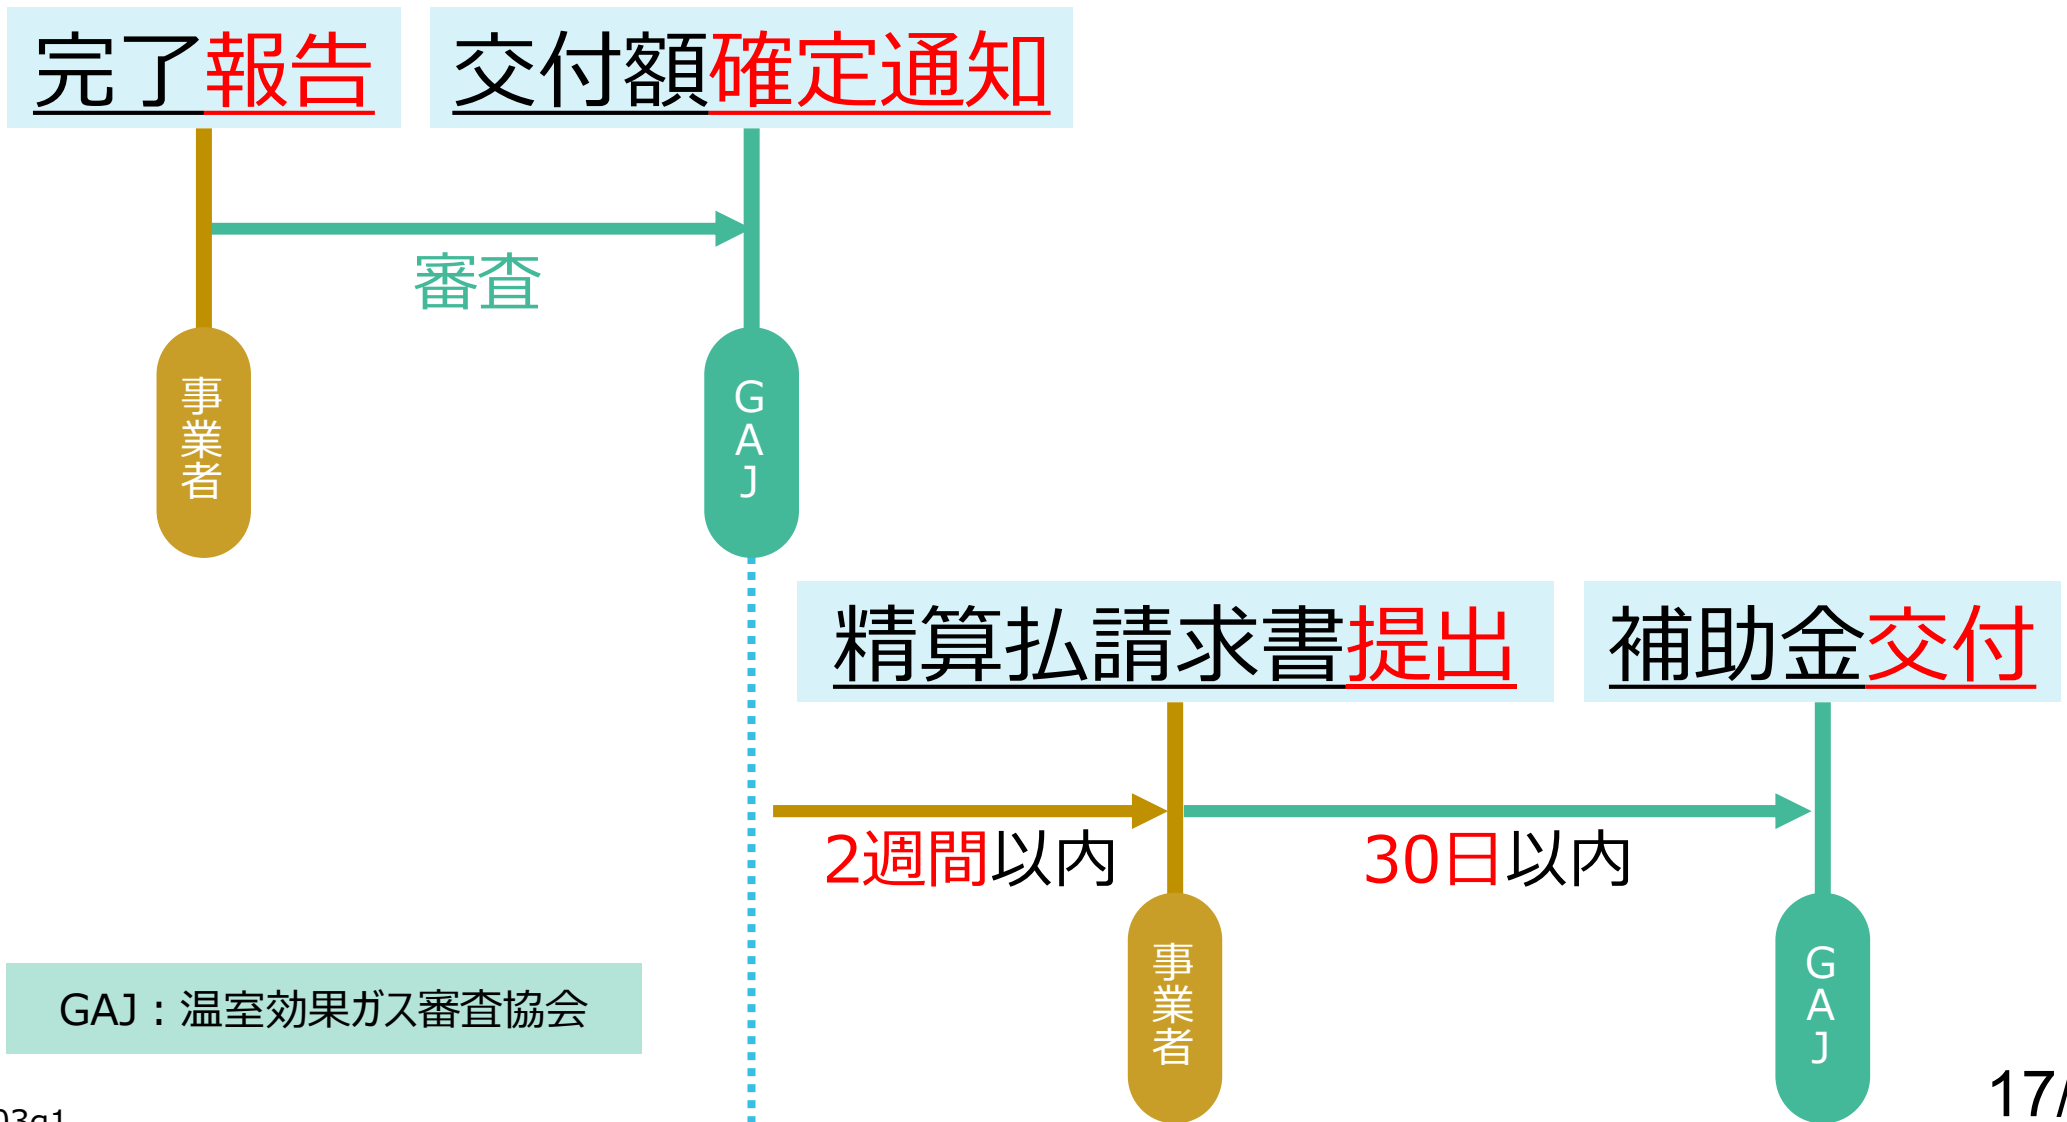 完了報告
交付額確定通知
審査
事業者
GAJ
精算払請求書提出
補助金交付
2週間以内
30日以内
事業者
GAJ
GAJ：温室効果ガス審査協会
17/